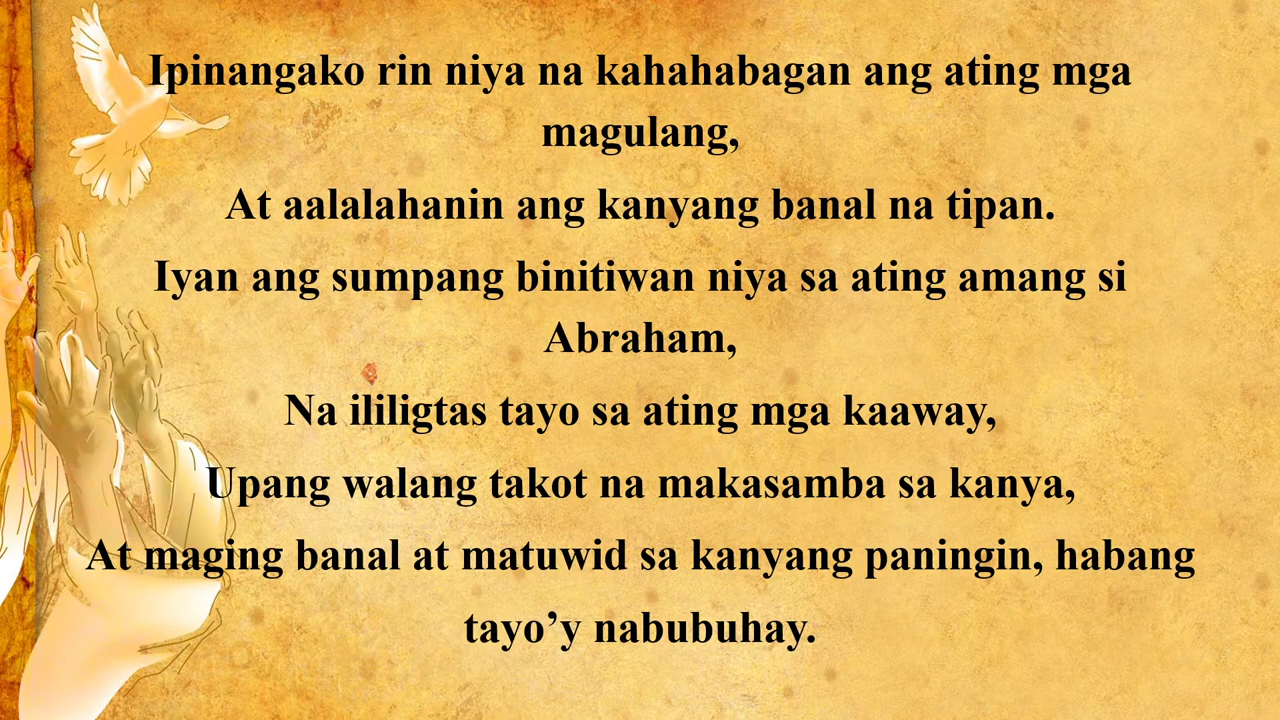 Ipinangako rin niya na kahahabagan ang ating mga
magulang,
At aalalahanin ang kanyang banal na tipan.
Iyan ang sumpang binitiwan niya sa ating amang si
Abraham,
Na ililigtas tayo sa ating mga kaaway,
Upang walang takot na makasamba sa kanya,
At maging banal at matuwid sa kanyang paningin, habang
tayo’y nabubuhay.